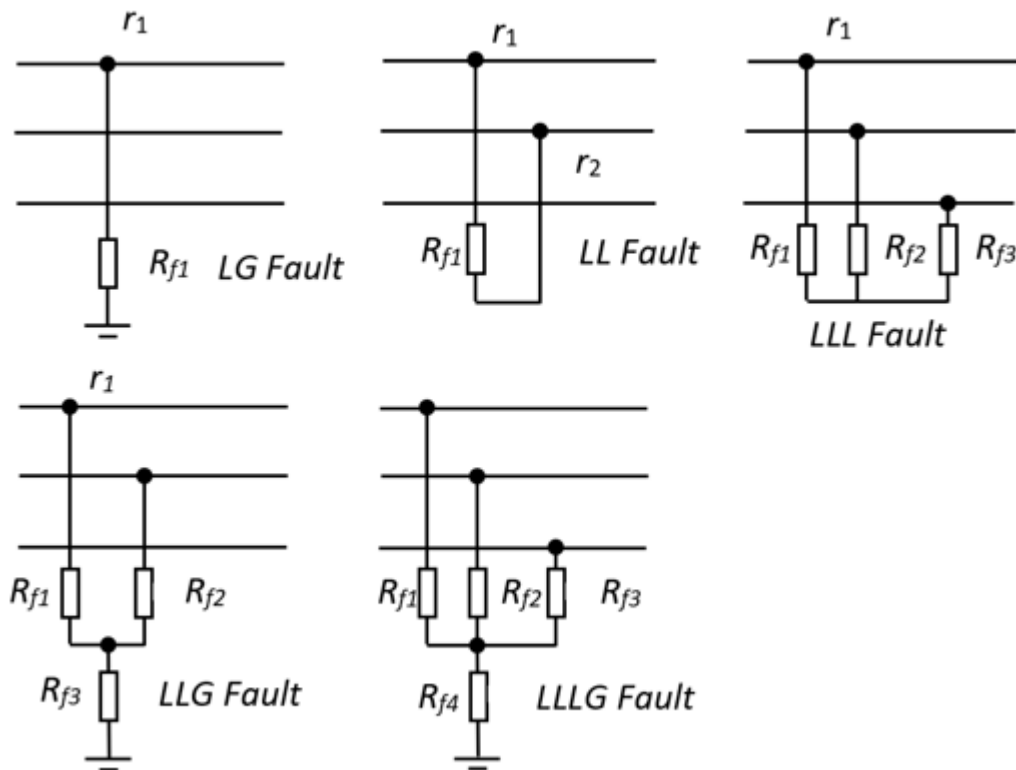 r1
Rf1 LG Fault
r1
r2
Rf1 LL Fault
r1
Rf1 Rf2 Rf3
LLL Fault
r1
Rf1 Rf2
Rf3 LLG Fault
Rf1 Rf2 Rf3
Rf4 LLLG Fault